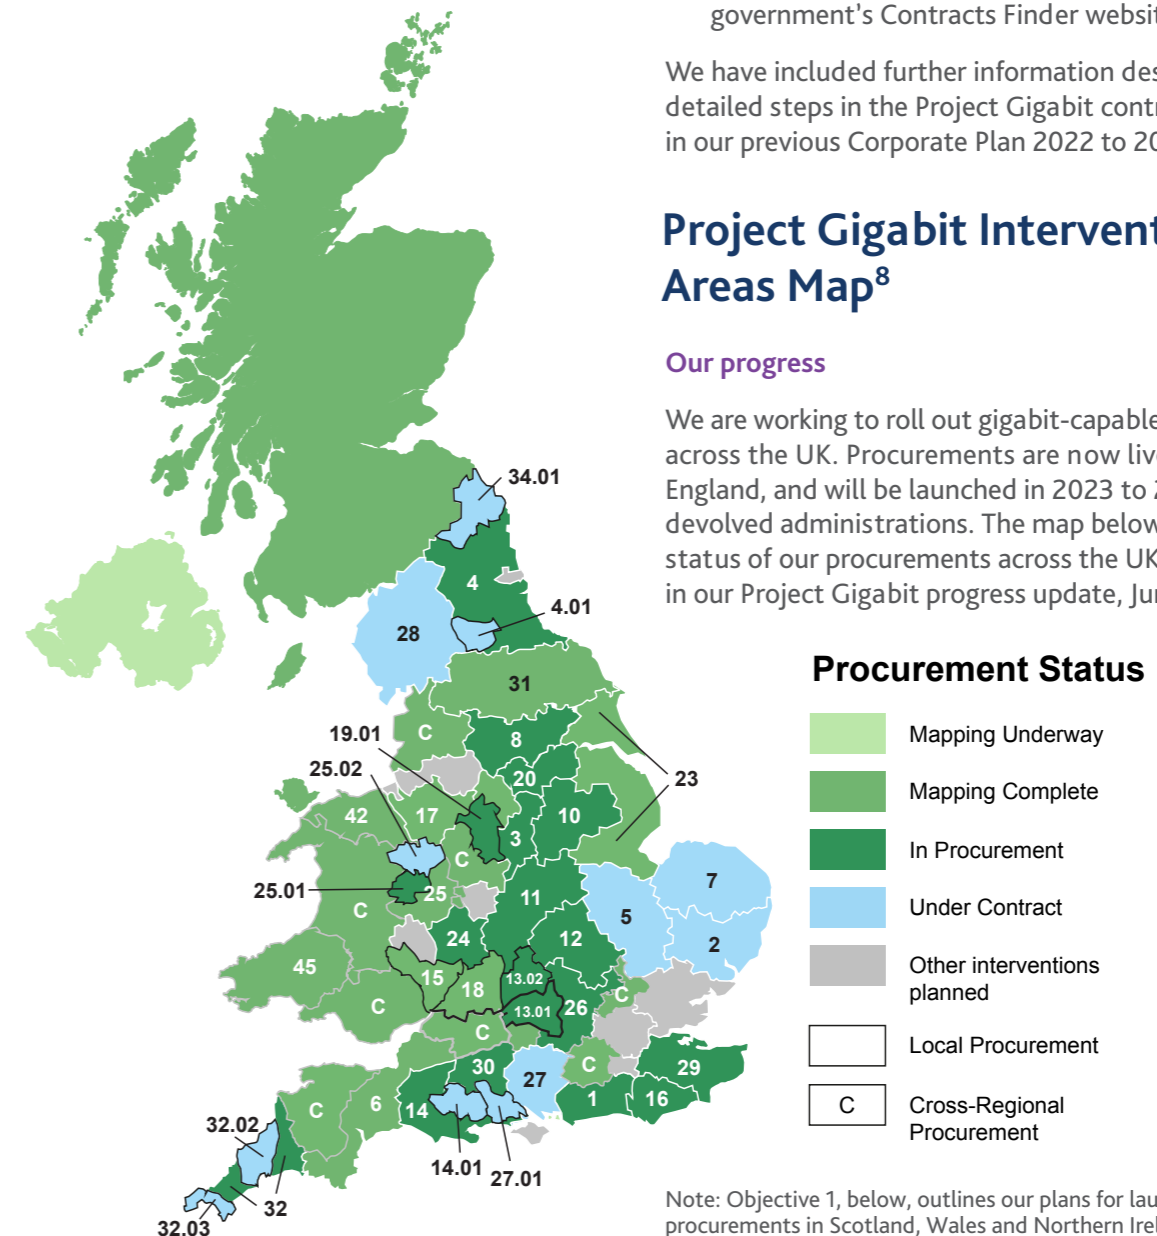 government's Contracts Finder websit
We have included further information des
detailed steps in the Project Gigabit contr
in our previous Corporate Plan 2022 to 20
Project Gigabit Intervent
Areas Map8
Our progress
We are working to roll out gigabit-capable
across the UK. Procurements are now live
England, and will be launched in 2023 to 2
devolved administrations. The map below
status of our procurements across the UK
in our Project Gigabit progress update, Jun
Procurement Status
Mapping Underway
Mapping Complete
In Procurement
Under Contract
Other interventions
planned
Local Procurement
C
Cross-Regional
Procurement
Note: Objective 1, below, outlines our plans for lau
procurements in Scotland, Wales and Northern Irel
34.01
4
4.01
28
31
19.01
C
8
25.02
20
23
42
17
10
3
C
7
25.01
25
11
C
5
24
12
2
45
15
18
13.02
C
C
13.01
26
C
30
C
29
27
C
6
14
1
16
32.02
14.01
27.01
32
32.03